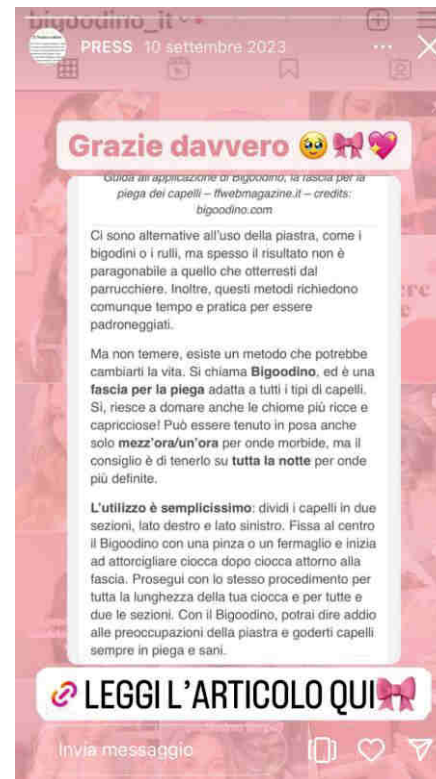 bigoodino_it
PRESS 10 settembre 2023
Grazie davvero 🥹🎀💖
Guida all'applicazione di Bigoodino, la fascia per la
piega dei capelli – ffwebmagazine.it – credits:
bigoodino.com
Ci sono alternative all'uso della piastra, come i
bigodini o i rulli, ma spesso il risultato non è
paragonabile a quello che otterresti dal
parrucchiere. Inoltre, questi metodi richiedono
comunque tempo e pratica per essere
padroneggiati.
Ma non temere, esiste un metodo che potrebbe
cambiarti la vita. Si chiama Bigoodino, ed è una
fascia per la piega adatta a tutti i tipi di capelli.
Sì, riesce a domare anche le chiome più ricce e
capricciose! Può essere tenuto in posa anche
solo mezz'ora/un'ora per onde morbide, ma il
consiglio è di tenerlo su tutta la notte per onde
più definite.
L'utilizzo è semplicissimo: dividi i capelli in due
sezioni, lato destro e lato sinistro. Fissa al centro
il Bigoodino con una pinza o un fermaglio e inizia
ad attorcigliare ciocca dopo ciocca attorno alla
fascia. Prosegui con lo stesso procedimento per
tutta la lunghezza della tua ciocca e per tutte e
due le sezioni. Con il Bigoodino, potrai dire addio
alle preoccupazioni della piastra e goderti capelli
sempre in piega e sani.
LEGGI L'ARTICOLO QUI🎀
Invia messaggio